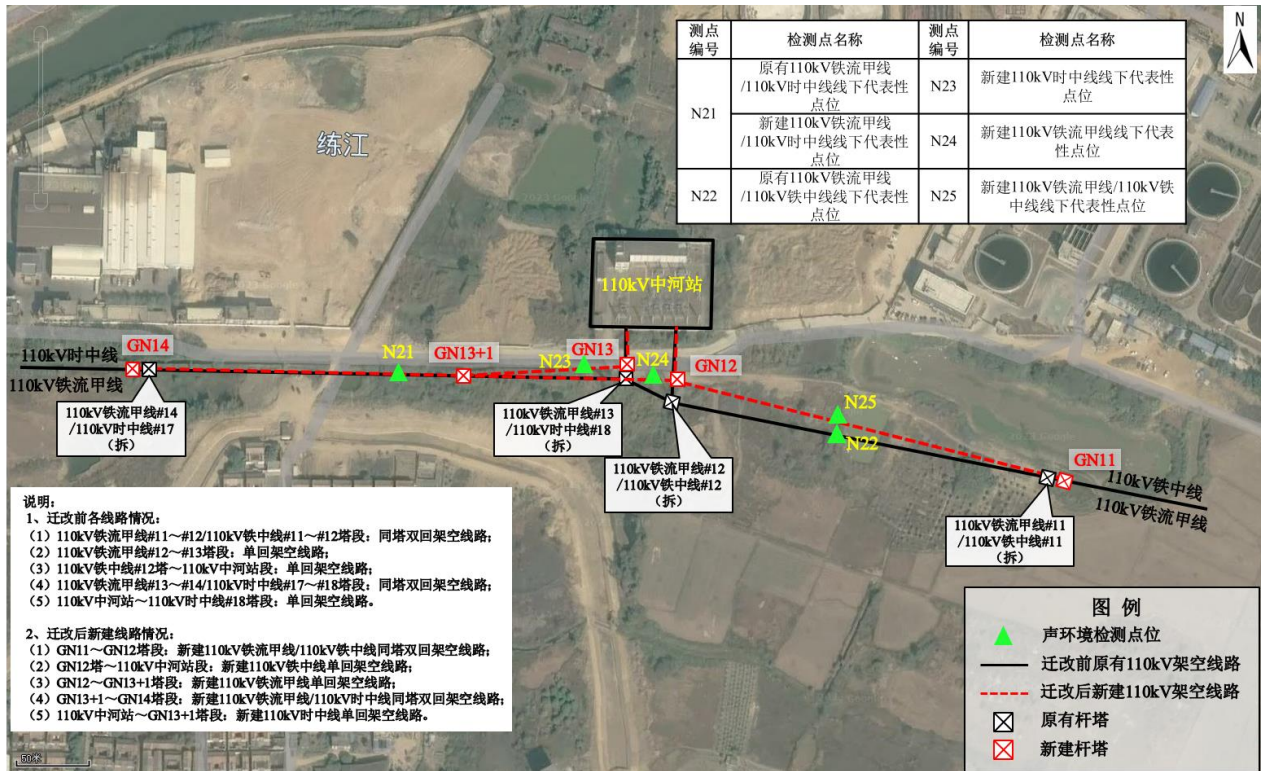 N
测点
编号
检测点名称
测点
编号
检测点名称
N21
原有110kV铁流甲线
/110kV时中线线下代表性
点位
N23
新建110kV时中线线下代表性
点位
新建110kV铁流甲线
/110kV时中线线下代表性
点位
N24
新建110kV铁流甲线线下代表
性点位
N22
原有110kV铁流甲线
/110kV铁中线线下代表性
点位
N25
新建110kV铁流甲线/110kV铁
中线线下代表性点位
练江
110kV中河站
110kV时中线
110kV铁流甲线
GN14
N21
GN13+1
N23
GN13
N24
GN12
N25
N22
GN11
110kV铁中线
110kV铁流甲线
110kV铁流甲线#14
/110kV时中线#17
（拆）
110kV铁流甲线#13
/110kV时中线#18
（拆）
110kV铁流甲线#12
/110kV铁中线#12
（拆）
110kV铁流甲线#11
/110kV铁中线#11
（拆）
说明：
1、迁改前各线路情况：
（1）110kV铁流甲线#11～#12/110kV铁中线#11～#12塔段：同塔双回架空线路；
（2）110kV铁流甲线#12～#13塔段：单回架空线路；
（3）110kV铁中线#12塔～110kV中河站段：单回架空线路；
（4）110kV铁流甲线#13～#14/110kV时中线#17～#18塔段：同塔双回架空线路；
（5）110kV中河站～110kV时中线#18塔段：单回架空线路。
2、迁改后新建线路情况：
（1）GN11～GN12塔段：新建110kV铁流甲线/110kV铁中线同塔双回架空线路；
（2）GN12塔～110kV中河站段：新建110kV铁中线单回架空线路；
（3）GN12～GN13+1塔段：新建110kV铁流甲线单回架空线路；
（4）GN13+1～GN14塔段：新建110kV铁流甲线/110kV时中线同塔双回架空线路；
（5）110kV中河站～GN13+1塔段：新建110kV时中线单回架空线路。
图 例
声环境检测点位
迁改前原有110kV架空线路
迁改后新建110kV架空线路
原有杆塔
新建杆塔
50米